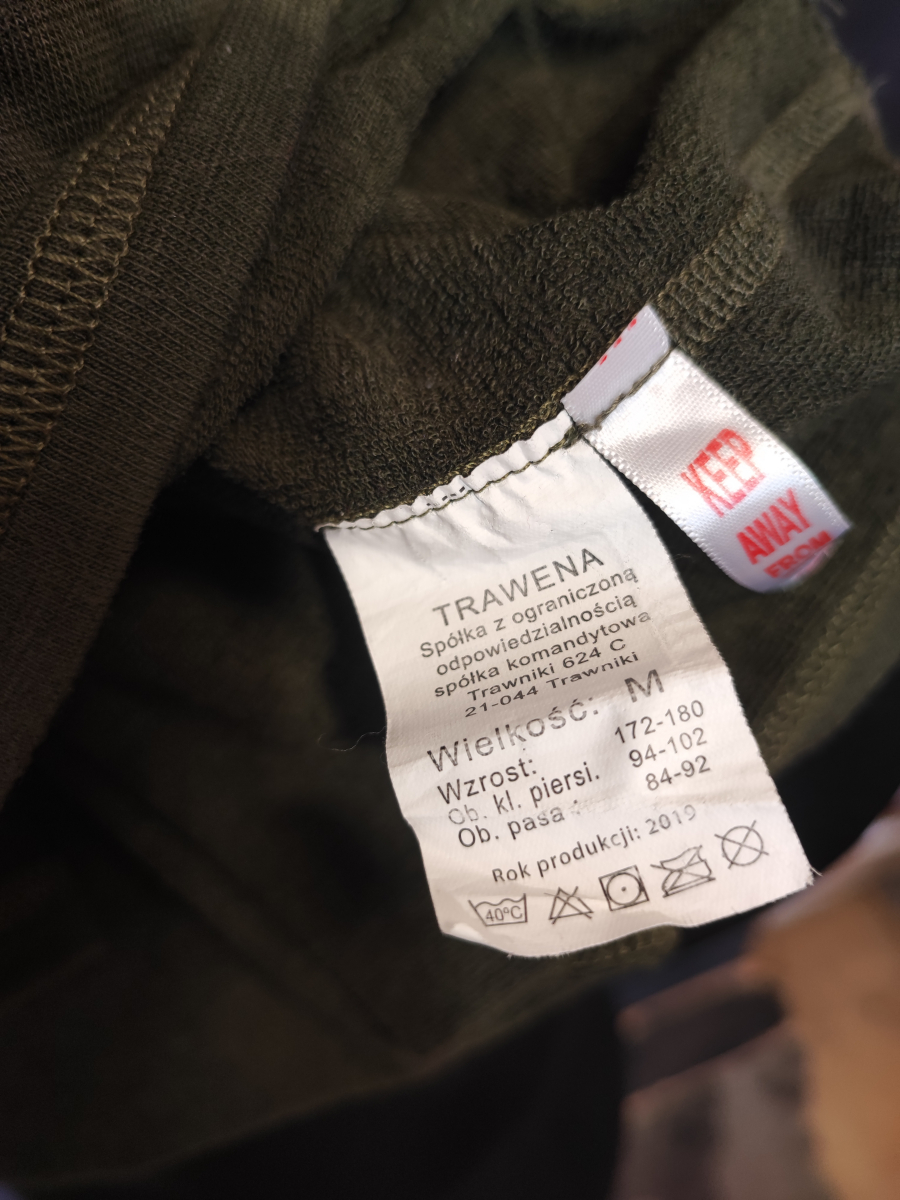 KEEP
AWAY
FROM
TRAWENA
Spółka z ograniczoną
odpowiedzialnością
spółka komandytowa
Trawniki 624 C
21-044 Trawniki
Wielkość: M
Wzrost: 172-180
Ob. kl. piersi. 94-102
Ob. pasa : 84-92
Rok produkcji: 2019
40°C